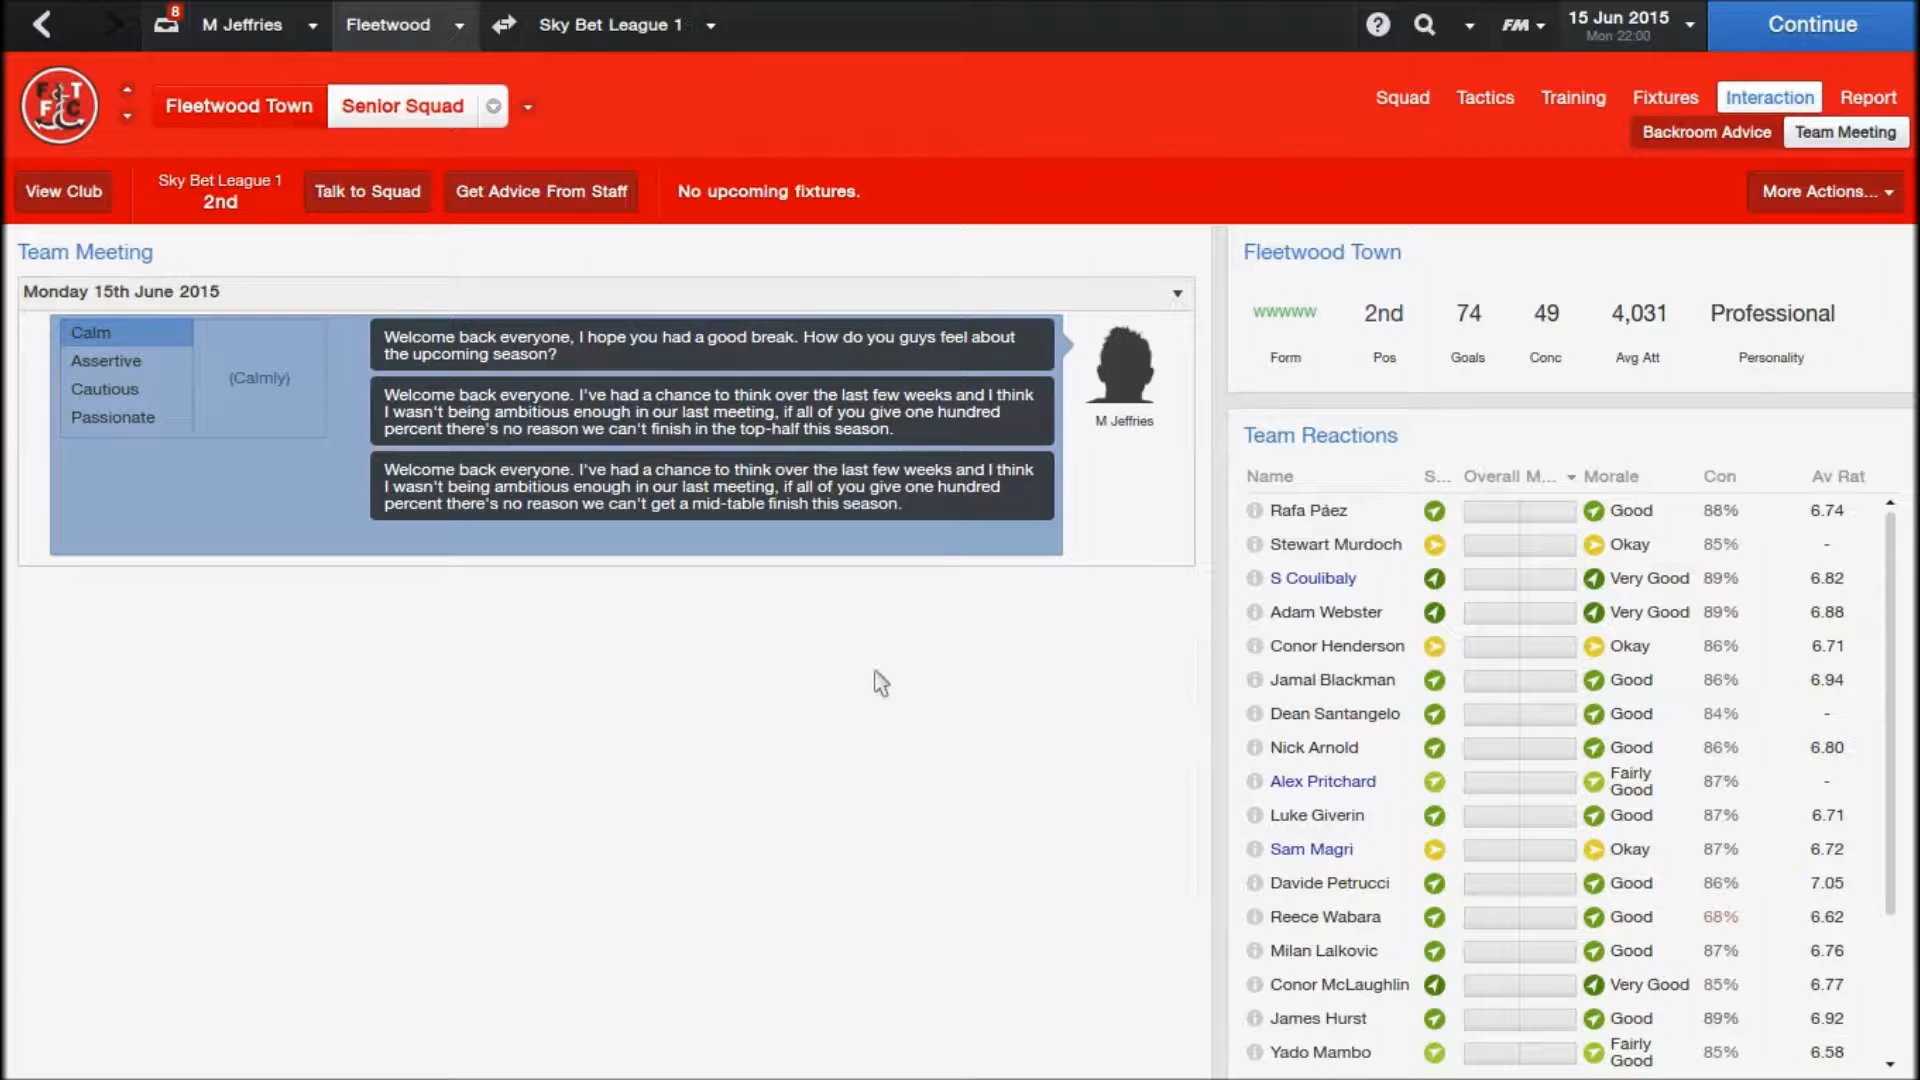 8
M Jeffries
Fleetwood
Sky Bet League 1
FM
15 Jun 2015
Mon 22:00
Continue
F T
F C
Fleetwood Town
Senior Squad
Squad
Tactics
Training
Fixtures
Interaction
Report
Backroom Advice
Team Meeting
View Club
Sky Bet League 1
2nd
Talk to Squad
Get Advice From Staff
No upcoming fixtures.
More Actions...
Team Meeting
Monday 15th June 2015
Calm
Assertive
Cautious
Passionate
(Calmly)
Welcome back everyone, I hope you had a good break. How do you guys feel about
the upcoming season?
Welcome back everyone. I've had a chance to think over the last few weeks and I think
I wasn't being ambitious enough in our last meeting, if all of you give one hundred
percent there's no reason we can't finish in the top-half this season.
Welcome back everyone. I've had a chance to think over the last few weeks and I think
I wasn't being ambitious enough in our last meeting, if all of you give one hundred
percent there's no reason we can't get a mid-table finish this season.
M Jeffries
Fleetwood Town
WWWWW 2nd 74 49 4,031 Professional
Form Pos Goals Conc Avg Att Personality
Team Reactions
Name S... Overall M... Morale Con Av Rat
Rafa Páez Good 88% 6.74
Stewart Murdoch Okay 85% -
S Coulibaly Very Good 89% 6.82
Adam Webster Very Good 89% 6.88
Conor Henderson Okay 86% 6.71
Jamal Blackman Good 86% 6.94
Dean Santangelo Good 84% -
Nick Arnold Good 86% 6.80
Alex Pritchard Fairly Good 87% -
Luke Giverin Good 87% 6.71
Sam Magri Okay 87% 6.72
Davide Petrucci Good 86% 7.05
Reece Wabara Good 68% 6.62
Milan Lalkovic Good 87% 6.76
Conor McLaughlin Very Good 85% 6.77
James Hurst Good 89% 6.92
Yado Mambo Fairly Good 85% 6.58